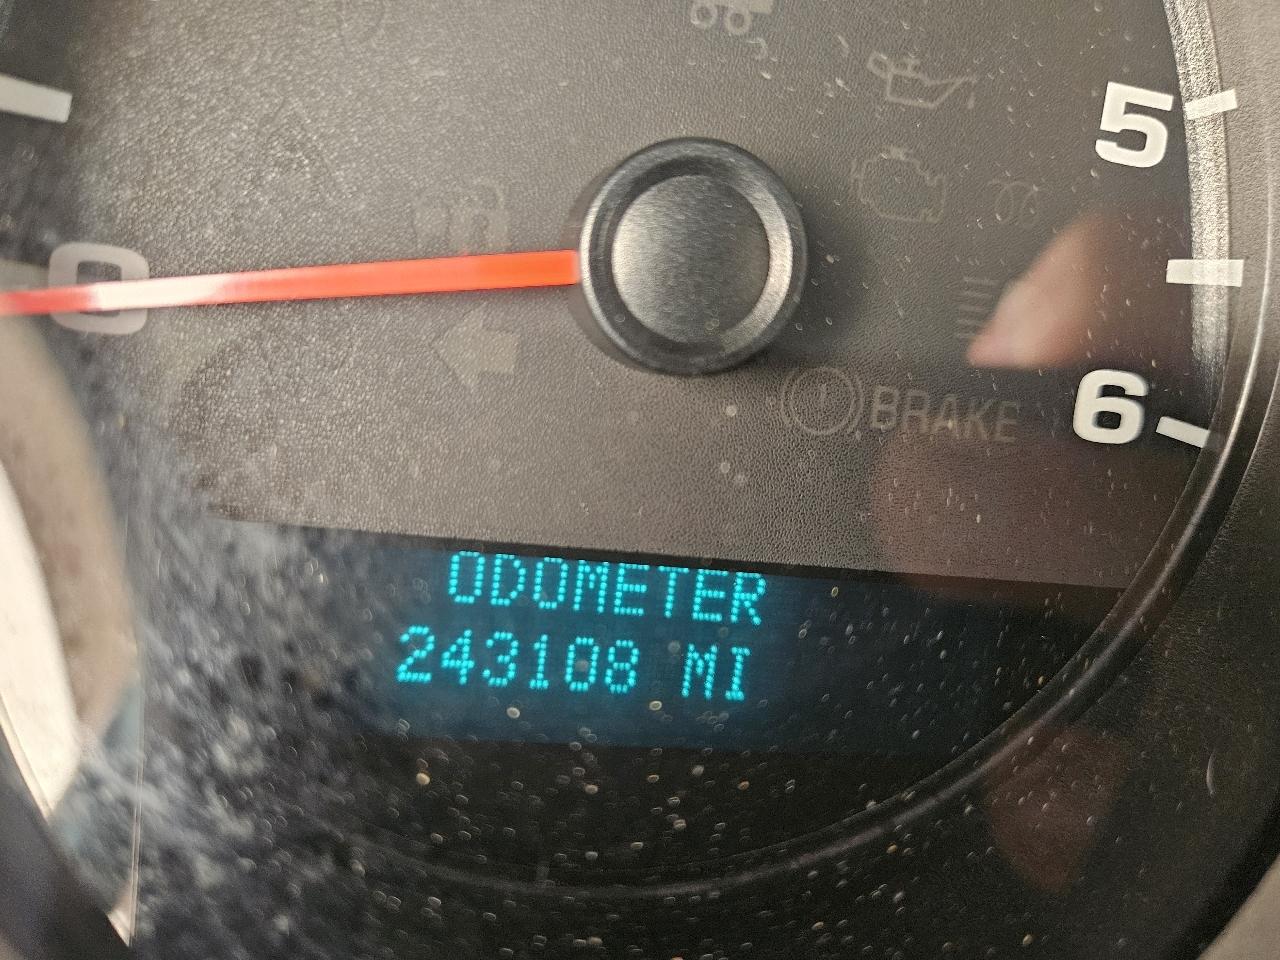 5
0
BRAKE
6
ODOMETER
243108 MI